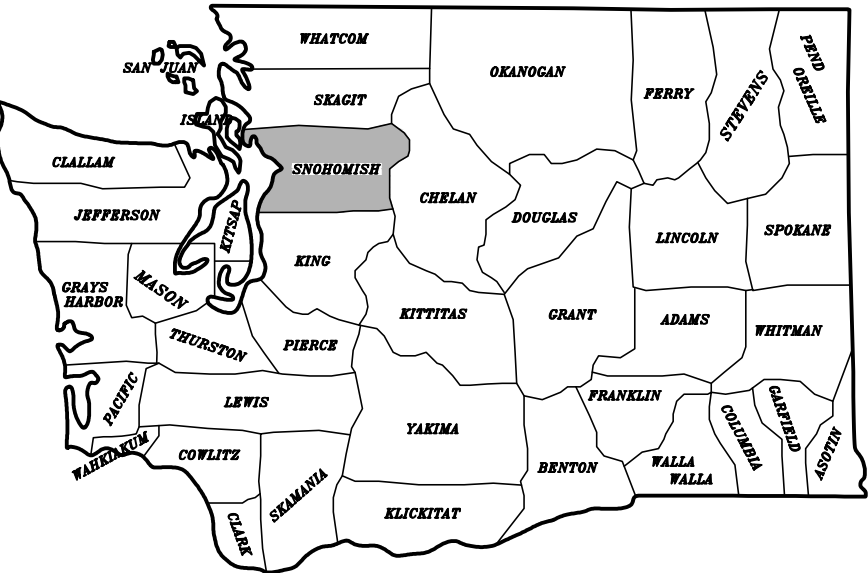 WHATCOM
SAN JUAN
SKAGIT
ISLAND
SNOHOMISH
OKANOGAN
FERRY
STEVENS
PEND
OREILLE
CLALLAM
JEFFERSON
KITSAP
CHELAN
DOUGLAS
LINCOLN
SPOKANE
GRAYS
HARBOR
MASON
KING
KITTITAS
GRANT
ADAMS
WHITMAN
THURSTON
PIERCE
PACIFIC
LEWIS
YAKIMA
FRANKLIN
WAHKIAKUM
COWLITZ
SKAMANIA
BENTON
WALLA
WALLA
COLUMBIA
GARFIELD
ASOTIN
CLARK
KLICKITAT